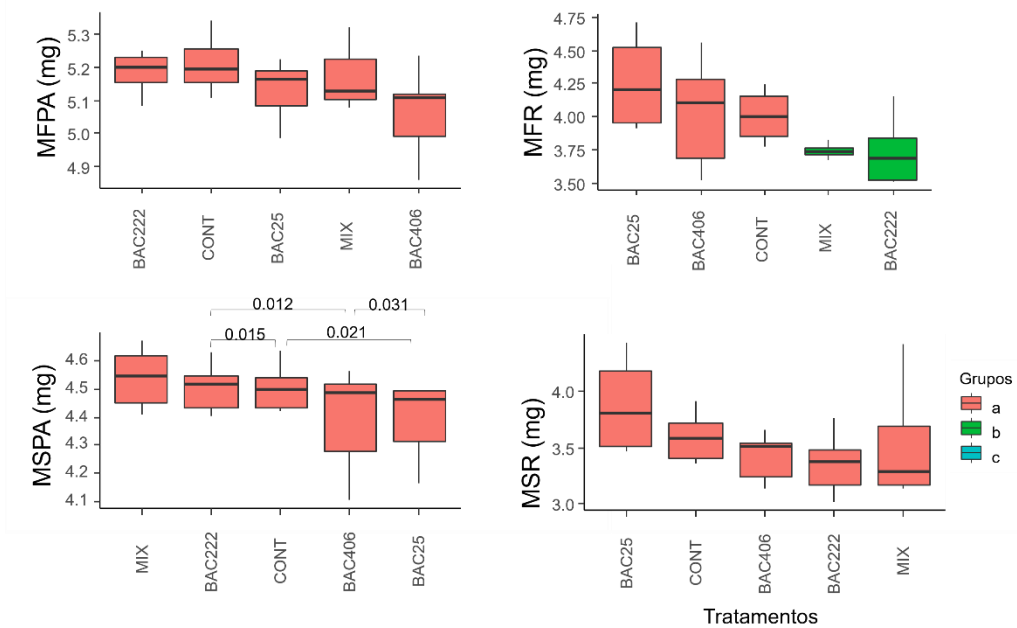 MFPA (mg)
5.3
5.2
5.1
5.0
4.9
BAC222
CONT
BAC25
MIX
BAC406
MFR (mg)
4.75
4.50
4.25
4.00
3.75
3.50
BAC25
BAC406
CONT
MIX
BAC222
0.012
0.031
0.015
0.021
MSPA (mg)
4.6
4.5
4.4
4.3
4.2
4.1
MIX
BAC222
CONT
BAC406
BAC25
MSR (mg)
4.0
3.5
3.0
BAC25
CONT
BAC406
BAC222
MIX
Tratamentos
Grupos
a
b
c